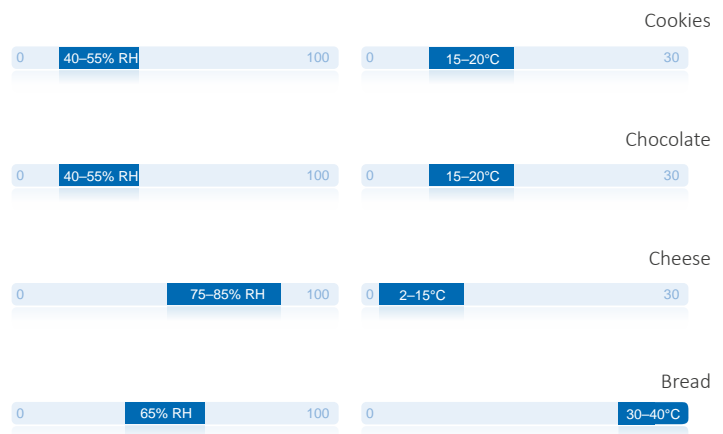 Cookies
0 40–55% RH 100 0 15–20°C 30
Chocolate
0 40–55% RH 100 0 15–20°C 30
Cheese
0 75–85% RH 100 0 2–15°C 30
Bread
0 65% RH 100 0 30–40°C